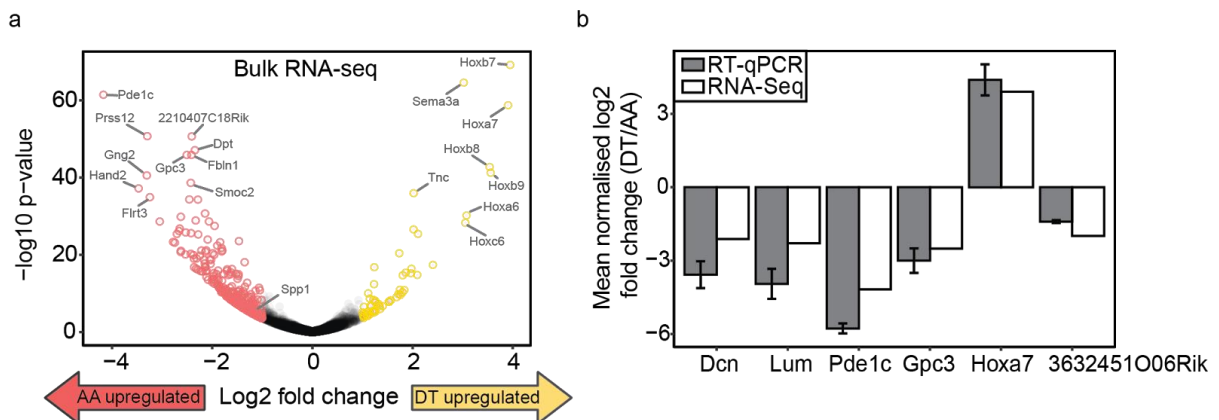 a
Bulk RNA-seq
−log10 p-value
60
40
20
0
−4
−2
0
2
4
Pde1c
Prss12
2210407C18Rik
Dpt
Gng2
Gpc3
Fbln1
Hand2
Smoc2
Flrt3
Spp1
Hoxb7
Sema3a
Hoxa7
Hoxb8
Hoxb9
Tnc
Hoxa6
Hoxc6
AA upregulated
Log2 fold change
DT upregulated
b
RT-qPCR
RNA-Seq
Mean normalised log2
fold change (DT/AA)
3
0
−3
−6
Dcn
Lum
Pde1c
Gpc3
Hoxa7
3632451O06Rik